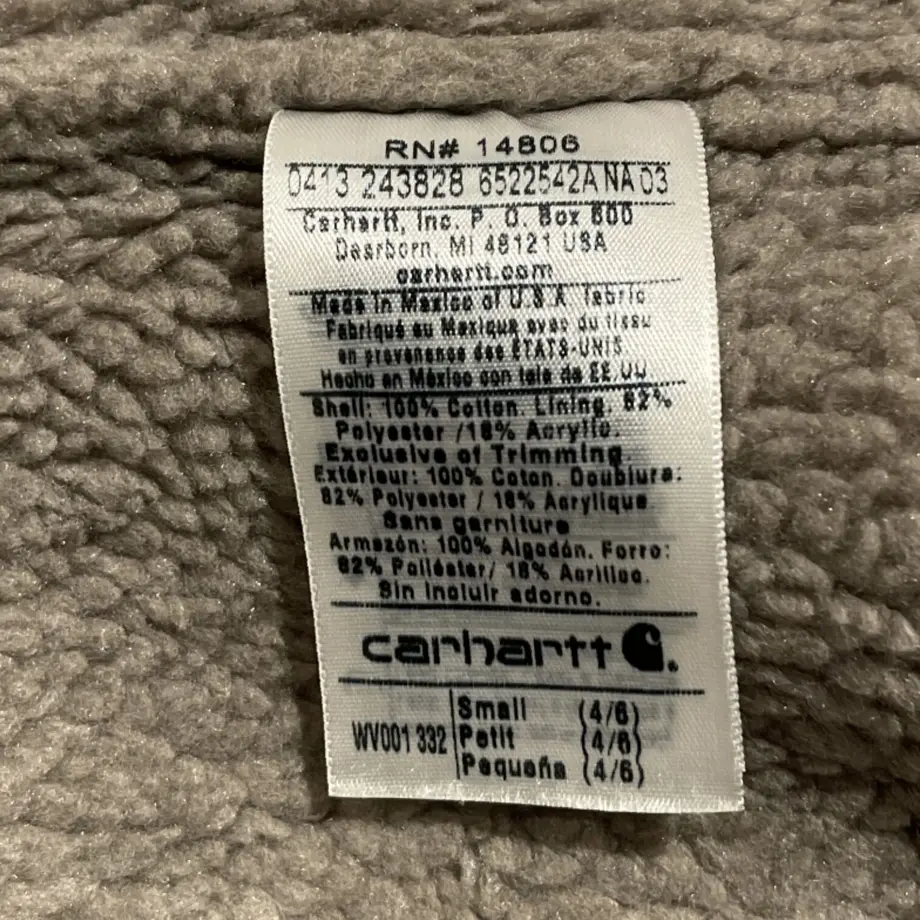 RN# 14806
0413 243828 6522542A NA 03
Carhartt, Inc. P. O. Box 600
Dearborn, MI 48121 USA
carhartt.com
Made in Mexico of U.S.A. fabric
Fabriqué au Mexique avec du tissu
en provenance des ÉTATS-UNIS
Hecho en México con tela de EE UU
Shell: 100% Cotton. Lining. 82%
Polyester / 18% Acrylic.
Exclusive of Trimming.
Extérieur: 100% Coton. Doublure:
82% Polyester / 18% Acrylique
Sans garniture
Armazón: 100% Algodón. Forro:
82% Poliéster/ 18% Acrilico.
Sin incluir adorno.
carhartt
WV001 332
Small (4/6)
Petit (4/6)
Pequeña (4/6)